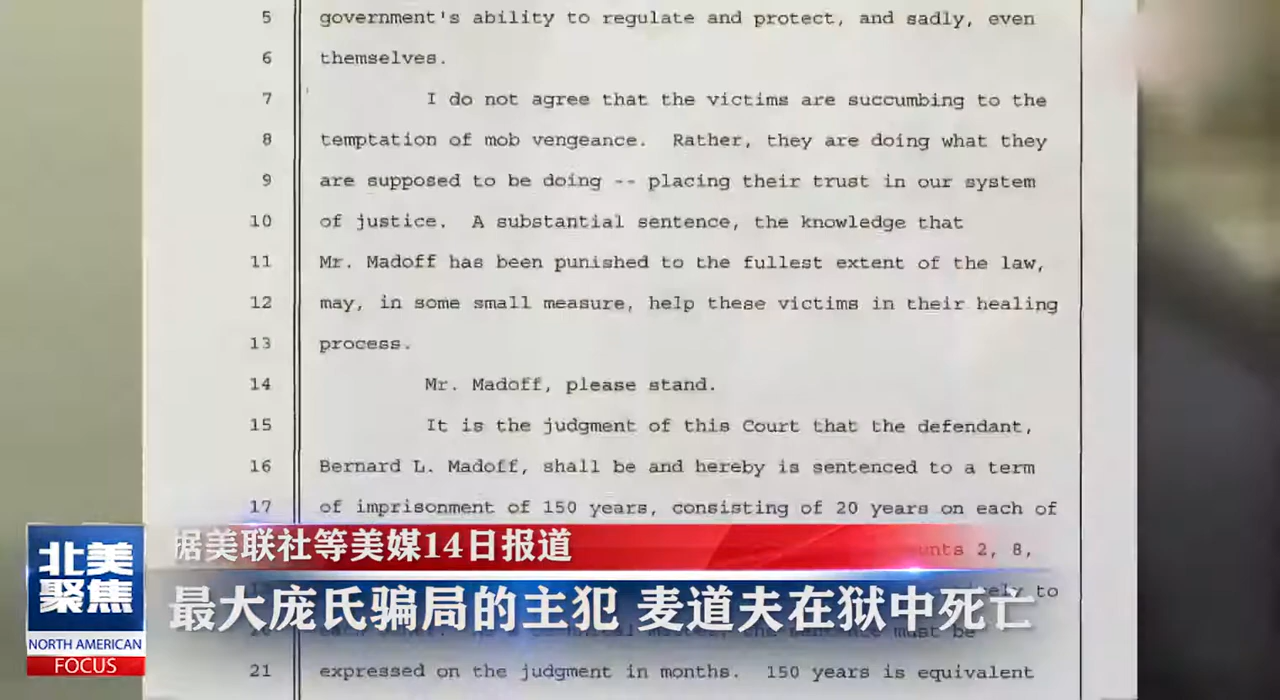 5 government's ability to regulate and protect, and sadly, even
6 themselves.
7 I do not agree that the victims are succumbing to the
8 temptation of mob vengeance. Rather, they are doing what they
9 are supposed to be doing -- placing their trust in our system
10 of justice. A substantial sentence, the knowledge that
11 Mr. Madoff has been punished to the fullest extent of the law,
12 may, in some small measure, help these victims in their healing
13 process.
14 Mr. Madoff, please stand.
15 It is the judgment of this Court that the defendant,
16 Bernard L. Madoff, shall be and hereby is sentenced to a term
17 of imprisonment of 150 years, consisting of 20 years on each of
2, 8,
to
must be
21 expressed on the judgment in months. 150 years is equivalent
据美联社等美媒14日报道
最大庞氏骗局的主犯 麦道夫在狱中死亡
北美
聚焦
NORTH AMERICAN
FOCUS